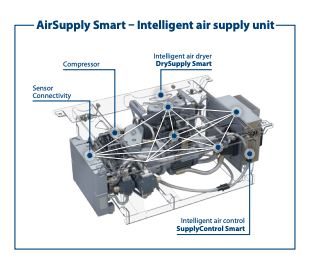 AirSupply Smart – Intelligent air supply unit
Intelligent air dryer
DrySupply Smart
Compressor
Sensor
Connectivity
Intelligent air control
SupplyControl Smart